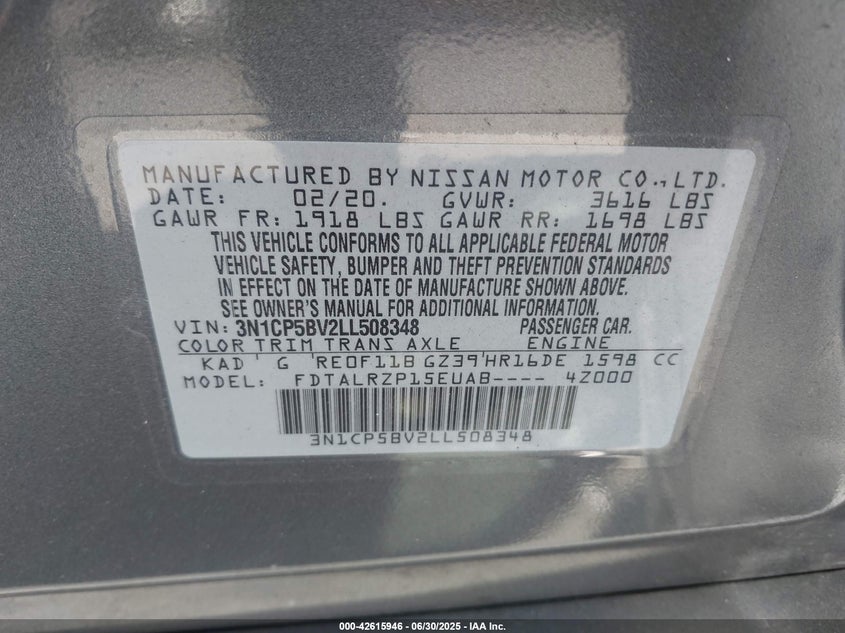 MANUFACTURED BY NISSAN MOTOR CO.,LTD.
DATE: 02/20. GVWR: 3616 LBS
GAWR FR: 1918 LBS GAWR RR: 1698 LBS
THIS VEHICLE CONFORMS TO ALL APPLICABLE FEDERAL MOTOR
VEHICLE SAFETY, BUMPER AND THEFT PREVENTION STANDARDS
IN EFFECT ON THE DATE OF MANUFACTURE SHOWN ABOVE.
SEE OWNER'S MANUAL FOR ADDITIONAL INFORMATION.
VIN: 3N1CP5BV2LL508348 PASSENGER CAR.
COLOR TRIM TRANS AXLE ENGINE
KAD G RE0F11B GZ39 HR16DE 1598 CC
MODEL: FDTALRZP15EUAB---- 4Z000
3N1CP5BV2LL508348
000-42615946 - 06/30/2025 - IAA Inc.